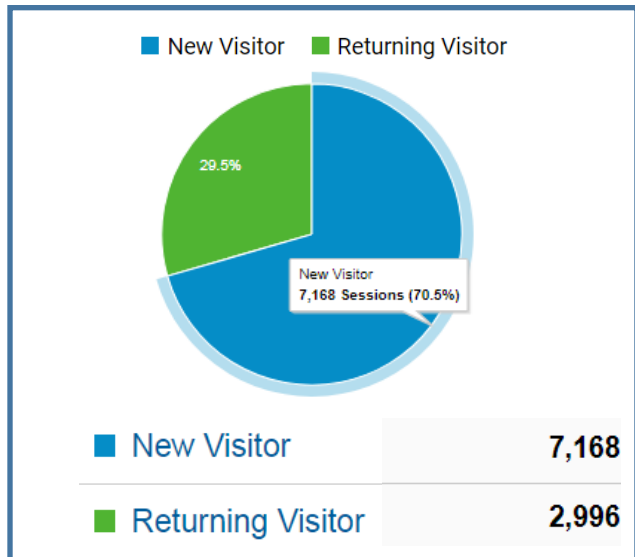 New Visitor Returning Visitor
29.5%
New Visitor
7,168 Sessions (70.5%)
New Visitor 7,168
Returning Visitor 2,996